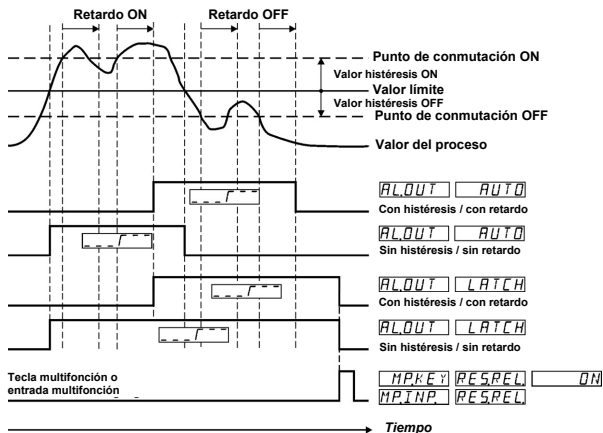 Retardo ON Retardo OFF
Punto de conmutación ON
Valor histéresis ON
Valor límite
Valor histéresis OFF
Punto de conmutación OFF
Valor del proceso
AL.OUT AUTO
Con histéresis / con retardo
AL.OUT AUTO
Sin histéresis / sin retardo
AL.OUT LATCH
Con histéresis / con retardo
AL.OUT LATCH
Sin histéresis / sin retardo
Tecla multifonción o
entrada multifonción
MP.KEY RES.REL. ON
MP.INP. RES.REL.
Tiempo